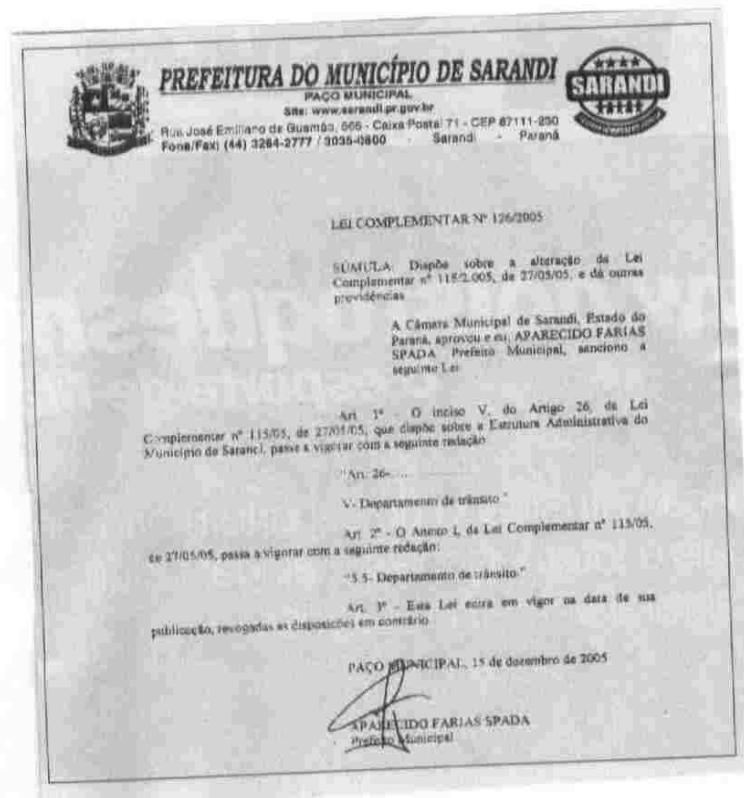 PREFEITURA DO MUNICÍPIO DE SARANDI
PAÇO MUNICIPAL
Site: www.sarandi.pr.gov.br
Rua José Emiliano de Gusmão, 565 - Caixa Postal 71 - CEP 87111-230
Fone/Fax: (44) 3264-2777 / 3035-0800 - Sarandi - Paraná
SARANDI
LEI COMPLEMENTAR Nº 126/2005
SÚMULA: Dispõe sobre a alteração da Lei
Complementar nº 115/2.005, de 27/05/05, e dá outras
providências
A Câmara Municipal de Sarandi, Estado do
Paraná, aprovou e eu, APARECIDO FARIAS
SPADA Prefeito Municipal, sanciono a
seguinte Lei
Art. 1º - O inciso V, do Artigo 26, da Lei
Complementar nº 115/05, de 27/05/05, que dispõe sobre a Estrutura Administrativa do
Município de Sarandi, passa a vigorar com a seguinte redação
"Art. 26-....
V- Departamento de trânsito."
Art. 2º - O Anexo I, da Lei Complementar nº 115/05,
de 27/05/05, passa a vigorar com a seguinte redação:
"5.5- Departamento de trânsito."
Art. 3º - Esta Lei entra em vigor na data de sua
publicação, revogadas as disposições em contrário
PAÇO MUNICIPAL, 15 de dezembro de 2005
APARECIDO FARIAS SPADA
Prefeito Municipal